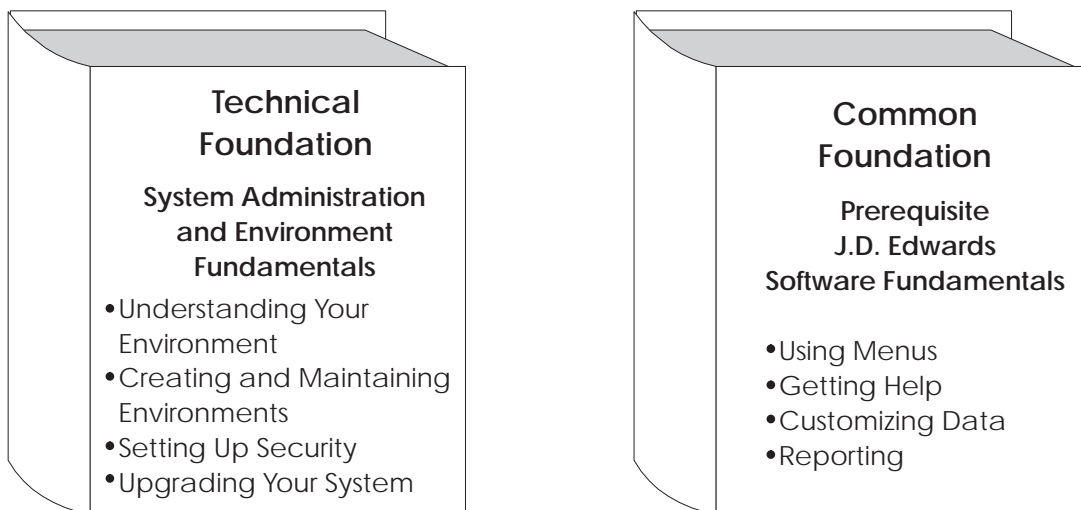 Technical
Foundation
System Administration
and Environment
Fundamentals
•Understanding Your
Environment
•Creating and Maintaining
Environments
•Setting Up Security
•Upgrading Your System
Common
Foundation
Prerequisite
J.D. Edwards
Software Fundamentals
•Using Menus
•Getting Help
•Customizing Data
•Reporting